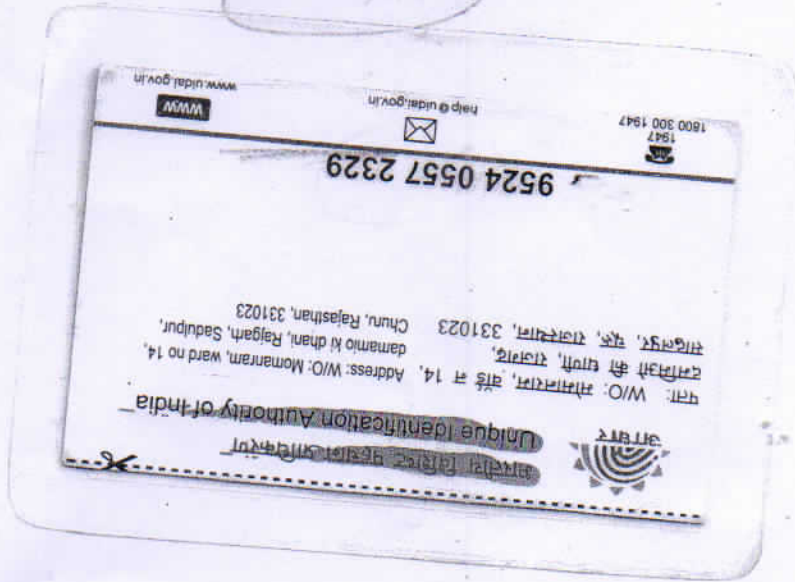 भारतीय विशिष्ट पहचान प्राधिकरण
Unique Identification Authority of India
आधार
पताः W/O: मोमनराम, वॉर्ड न 14,
दमामिओ की धाणी, राजगढ,
सादुलपुर, चूरु, राजस्थान, 331023
Address: W/O: Momanram, ward no 14,
damamio ki dhani, Rajgarh, Sadulpur,
Churu, Rajasthan, 331023
9524 0557 2329
1947
1800 300 1947
help@uidai.gov.in
WWW
www.uidai.gov.in